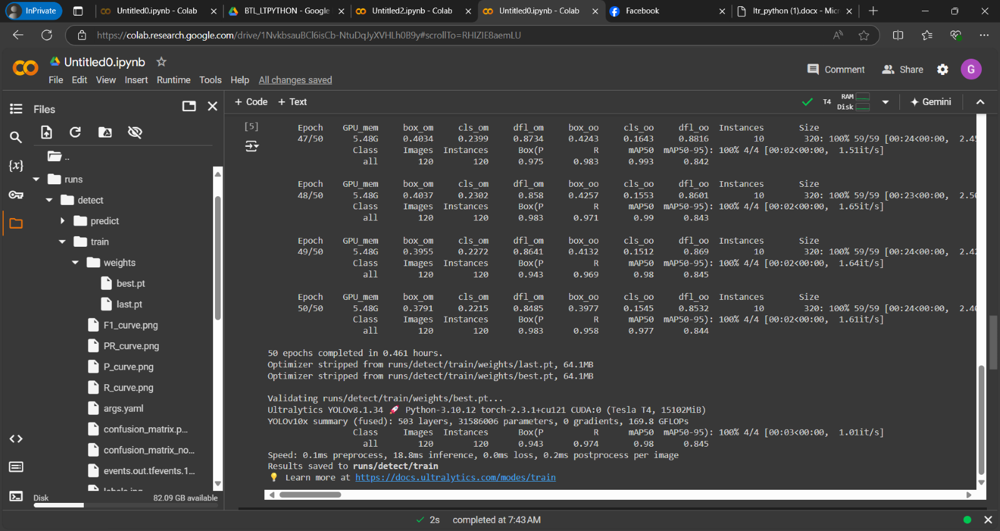 InPrivate
Untitled0.ipynb - Colab
BTL_LTPYTHON - Google
Untitled2.ipynb - Colab
Untitled0.ipynb - Colab
Facebook
ltr_python (1).docx - Micr
https://colab.research.google.com/drive/1NvkbsauBCl6isCb-NtuDqJyXVHLh0B9y#scrollTo=RHIZIE8aemLU
Untitled0.ipynb
Comment
Share
G
File Edit View Insert Runtime Tools Help All changes saved
Files
+ Code + Text
T4
RAM
Disk
Gemini
{x}
..
runs
detect
predict
train
weights
best.pt
last.pt
F1_curve.png
PR_curve.png
P_curve.png
R_curve.png
args.yaml
confusion_matrix.p...
confusion_matrix_no...
events.out.tfevents.1...
labels.jpg
Disk 82.09 GB available
[5]
Epoch GPU_mem box_om cls_om dfl_om box_oo cls_oo dfl_oo Instances Size
47/50 5.48G 0.4034 0.2399 0.8734 0.4243 0.1643 0.8816 10 320: 100% 59/59 [00:24<00:00, 2.45
Class Images Instances Box(P R mAP50 mAP50-95): 100% 4/4 [00:02<00:00, 1.51it/s]
all 120 120 0.975 0.983 0.993 0.842
Epoch GPU_mem box_om cls_om dfl_om box_oo cls_oo dfl_oo Instances Size
48/50 5.48G 0.4037 0.2302 0.858 0.4257 0.1553 0.8601 10 320: 100% 59/59 [00:23<00:00, 2.50
Class Images Instances Box(P R mAP50 mAP50-95): 100% 4/4 [00:02<00:00, 1.65it/s]
all 120 120 0.983 0.971 0.99 0.843
Epoch GPU_mem box_om cls_om dfl_om box_oo cls_oo dfl_oo Instances Size
49/50 5.48G 0.3955 0.2272 0.8641 0.4132 0.1512 0.869 10 320: 100% 59/59 [00:24<00:00, 2.42
Class Images Instances Box(P R mAP50 mAP50-95): 100% 4/4 [00:02<00:00, 1.64it/s]
all 120 120 0.943 0.969 0.98 0.845
Epoch GPU_mem box_om cls_om dfl_om box_oo cls_oo dfl_oo Instances Size
50/50 5.48G 0.3791 0.2215 0.8485 0.3977 0.1545 0.8532 10 320: 100% 59/59 [00:24<00:00, 2.40
Class Images Instances Box(P R mAP50 mAP50-95): 100% 4/4 [00:02<00:00, 1.61it/s]
all 120 120 0.983 0.958 0.977 0.844
50 epochs completed in 0.461 hours.
Optimizer stripped from runs/detect/train/weights/last.pt, 64.1MB
Optimizer stripped from runs/detect/train/weights/best.pt, 64.1MB
Validating runs/detect/train/weights/best.pt...
Ultralytics YOLOv8.1.34 🚀 Python-3.10.12 torch-2.3.1+cu121 CUDA:0 (Tesla T4, 15102MiB)
YOLOv10x summary (fused): 503 layers, 31586006 parameters, 0 gradients, 169.8 GFLOPs
Class Images Instances Box(P R mAP50 mAP50-95): 100% 4/4 [00:03<00:00, 1.01it/s]
all 120 120 0.943 0.974 0.98 0.845
Speed: 0.1ms preprocess, 18.8ms inference, 0.0ms loss, 0.2ms postprocess per image
Results saved to runs/detect/train
💡 Learn more at https://docs.ultralytics.com/modes/train
2s completed at 7:43 AM